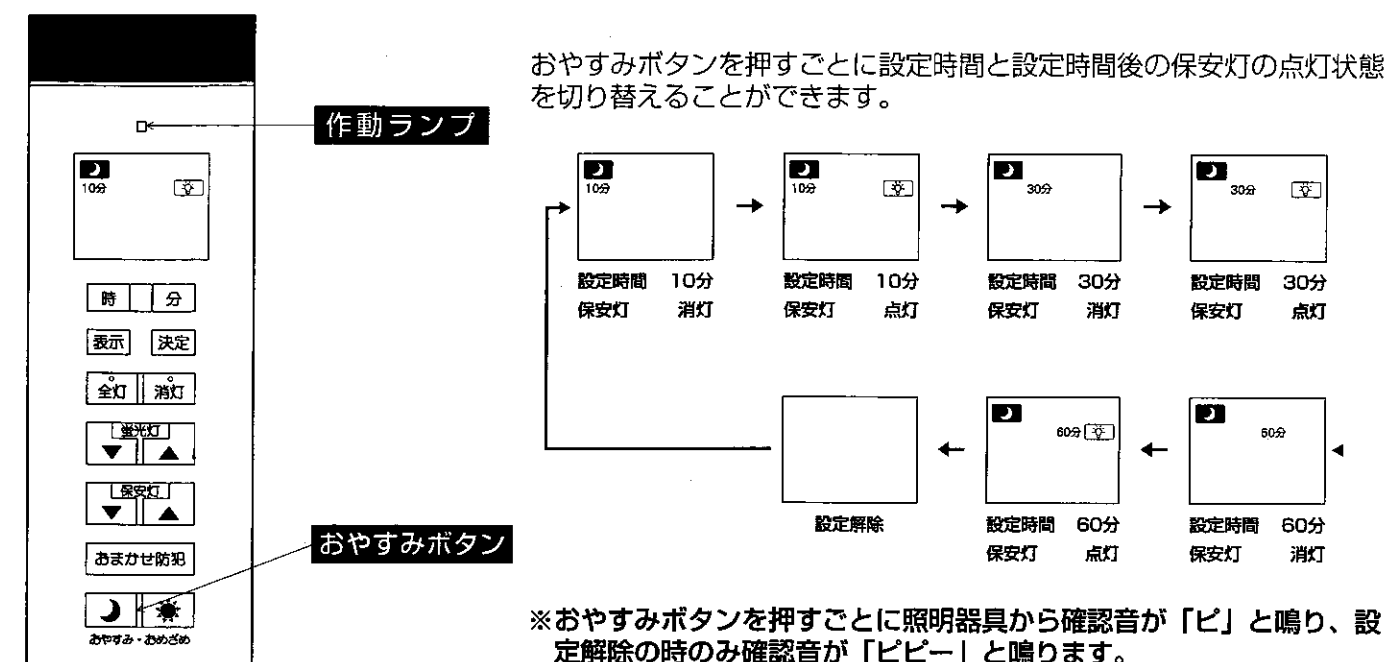 おやすみボタンを押すごとに設定時間と設定時間後の保安灯の点灯状態
を切り替えることができます。
作動ランプ
10分
時 分
表示 決定
全灯 消灯
蛍光灯
▼ ▲
保安灯
▼ ▲
おまかせ防犯
おやすみ・おめざめ
おやすみボタン
10分
設定時間 10分
保安灯 消灯
10分
設定時間 10分
保安灯 点灯
30分
設定時間 30分
保安灯 消灯
30分
設定時間 30分
保安灯 点灯
60分
設定時間 60分
保安灯 消灯
60分
設定時間 60分
保安灯 点灯
設定解除
※おやすみボタンを押すごとに照明器具から確認音が「ピ」と鳴り、設
定解除の時のみ確認音が「ピピー」と鳴ります。